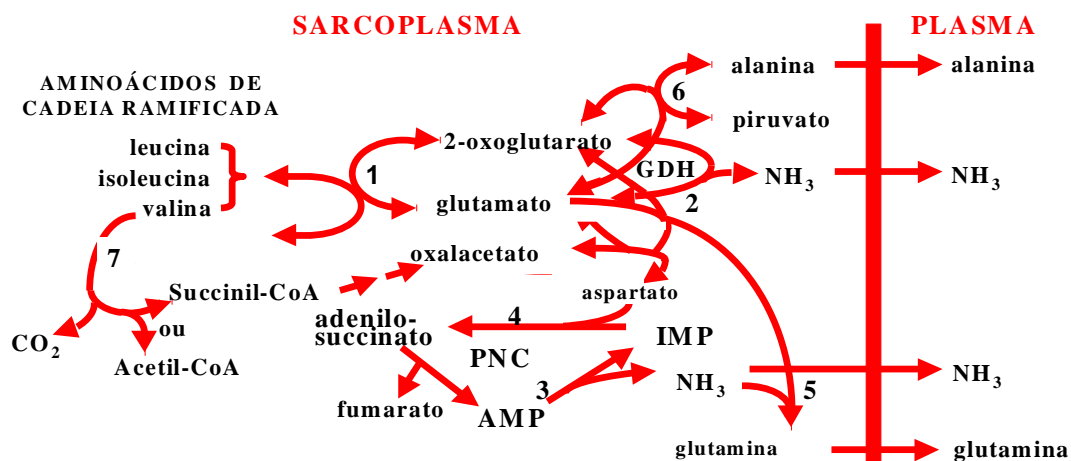 SARCOPLASMA
PLASMA
AMINOÁCIDOS DE
CADEIA RAMIFICADA
leucina
isoleucina
valina
1
2-oxoglutarato
glutamato
oxalacetato
6
alanina
piruvato
alanina
GDH
NH3
NH3
2
7
Succinil-CoA
ou
CO2
Acetil-CoA
aspartato
adenilo-
succinato
4
PNC
IMP
fumarato
AMP
3
NH3
5
NH3
glutamina
glutamina